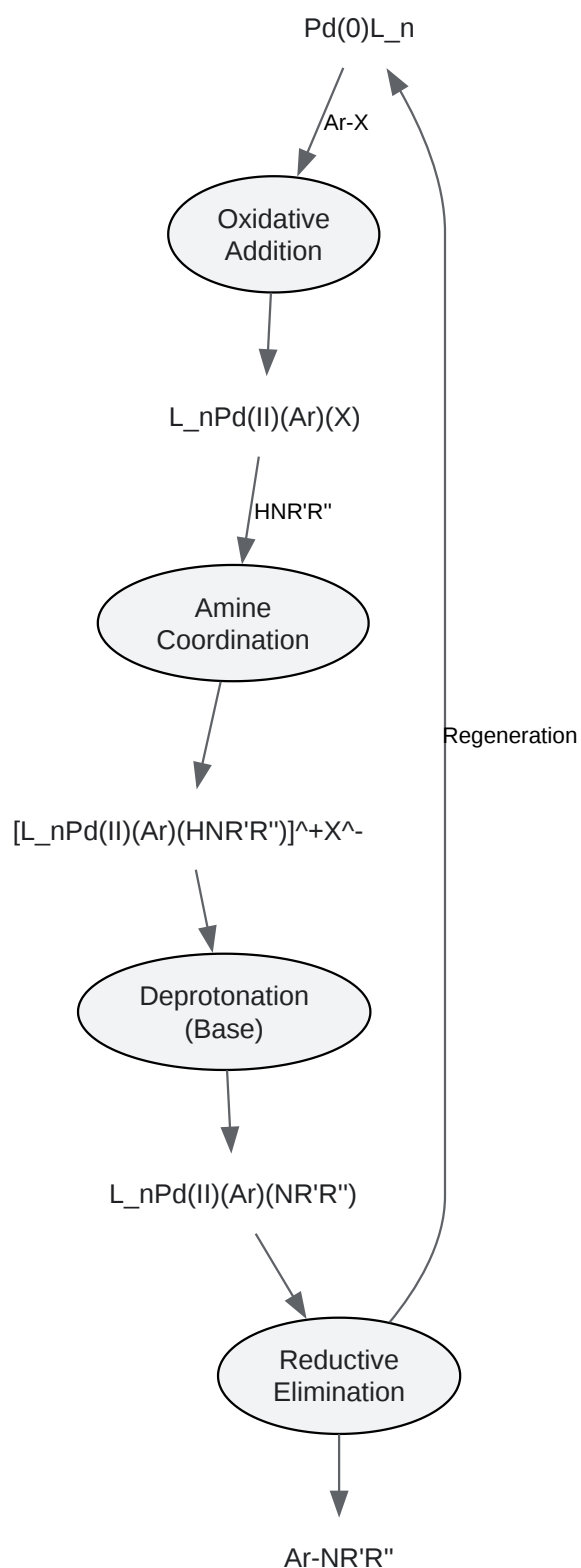 Pd(0)L_n
Ar-X
Oxidative
Addition
L_nPd(II)(Ar)(X)
HNR'R"
Amine
Coordination
Regeneration
[L_nPd(II)(Ar)(HNR'R")]^+X^-
Deprotonation
(Base)
L_nPd(II)(Ar)(NR'R")
Reductive
Elimination
Ar-NR'R"